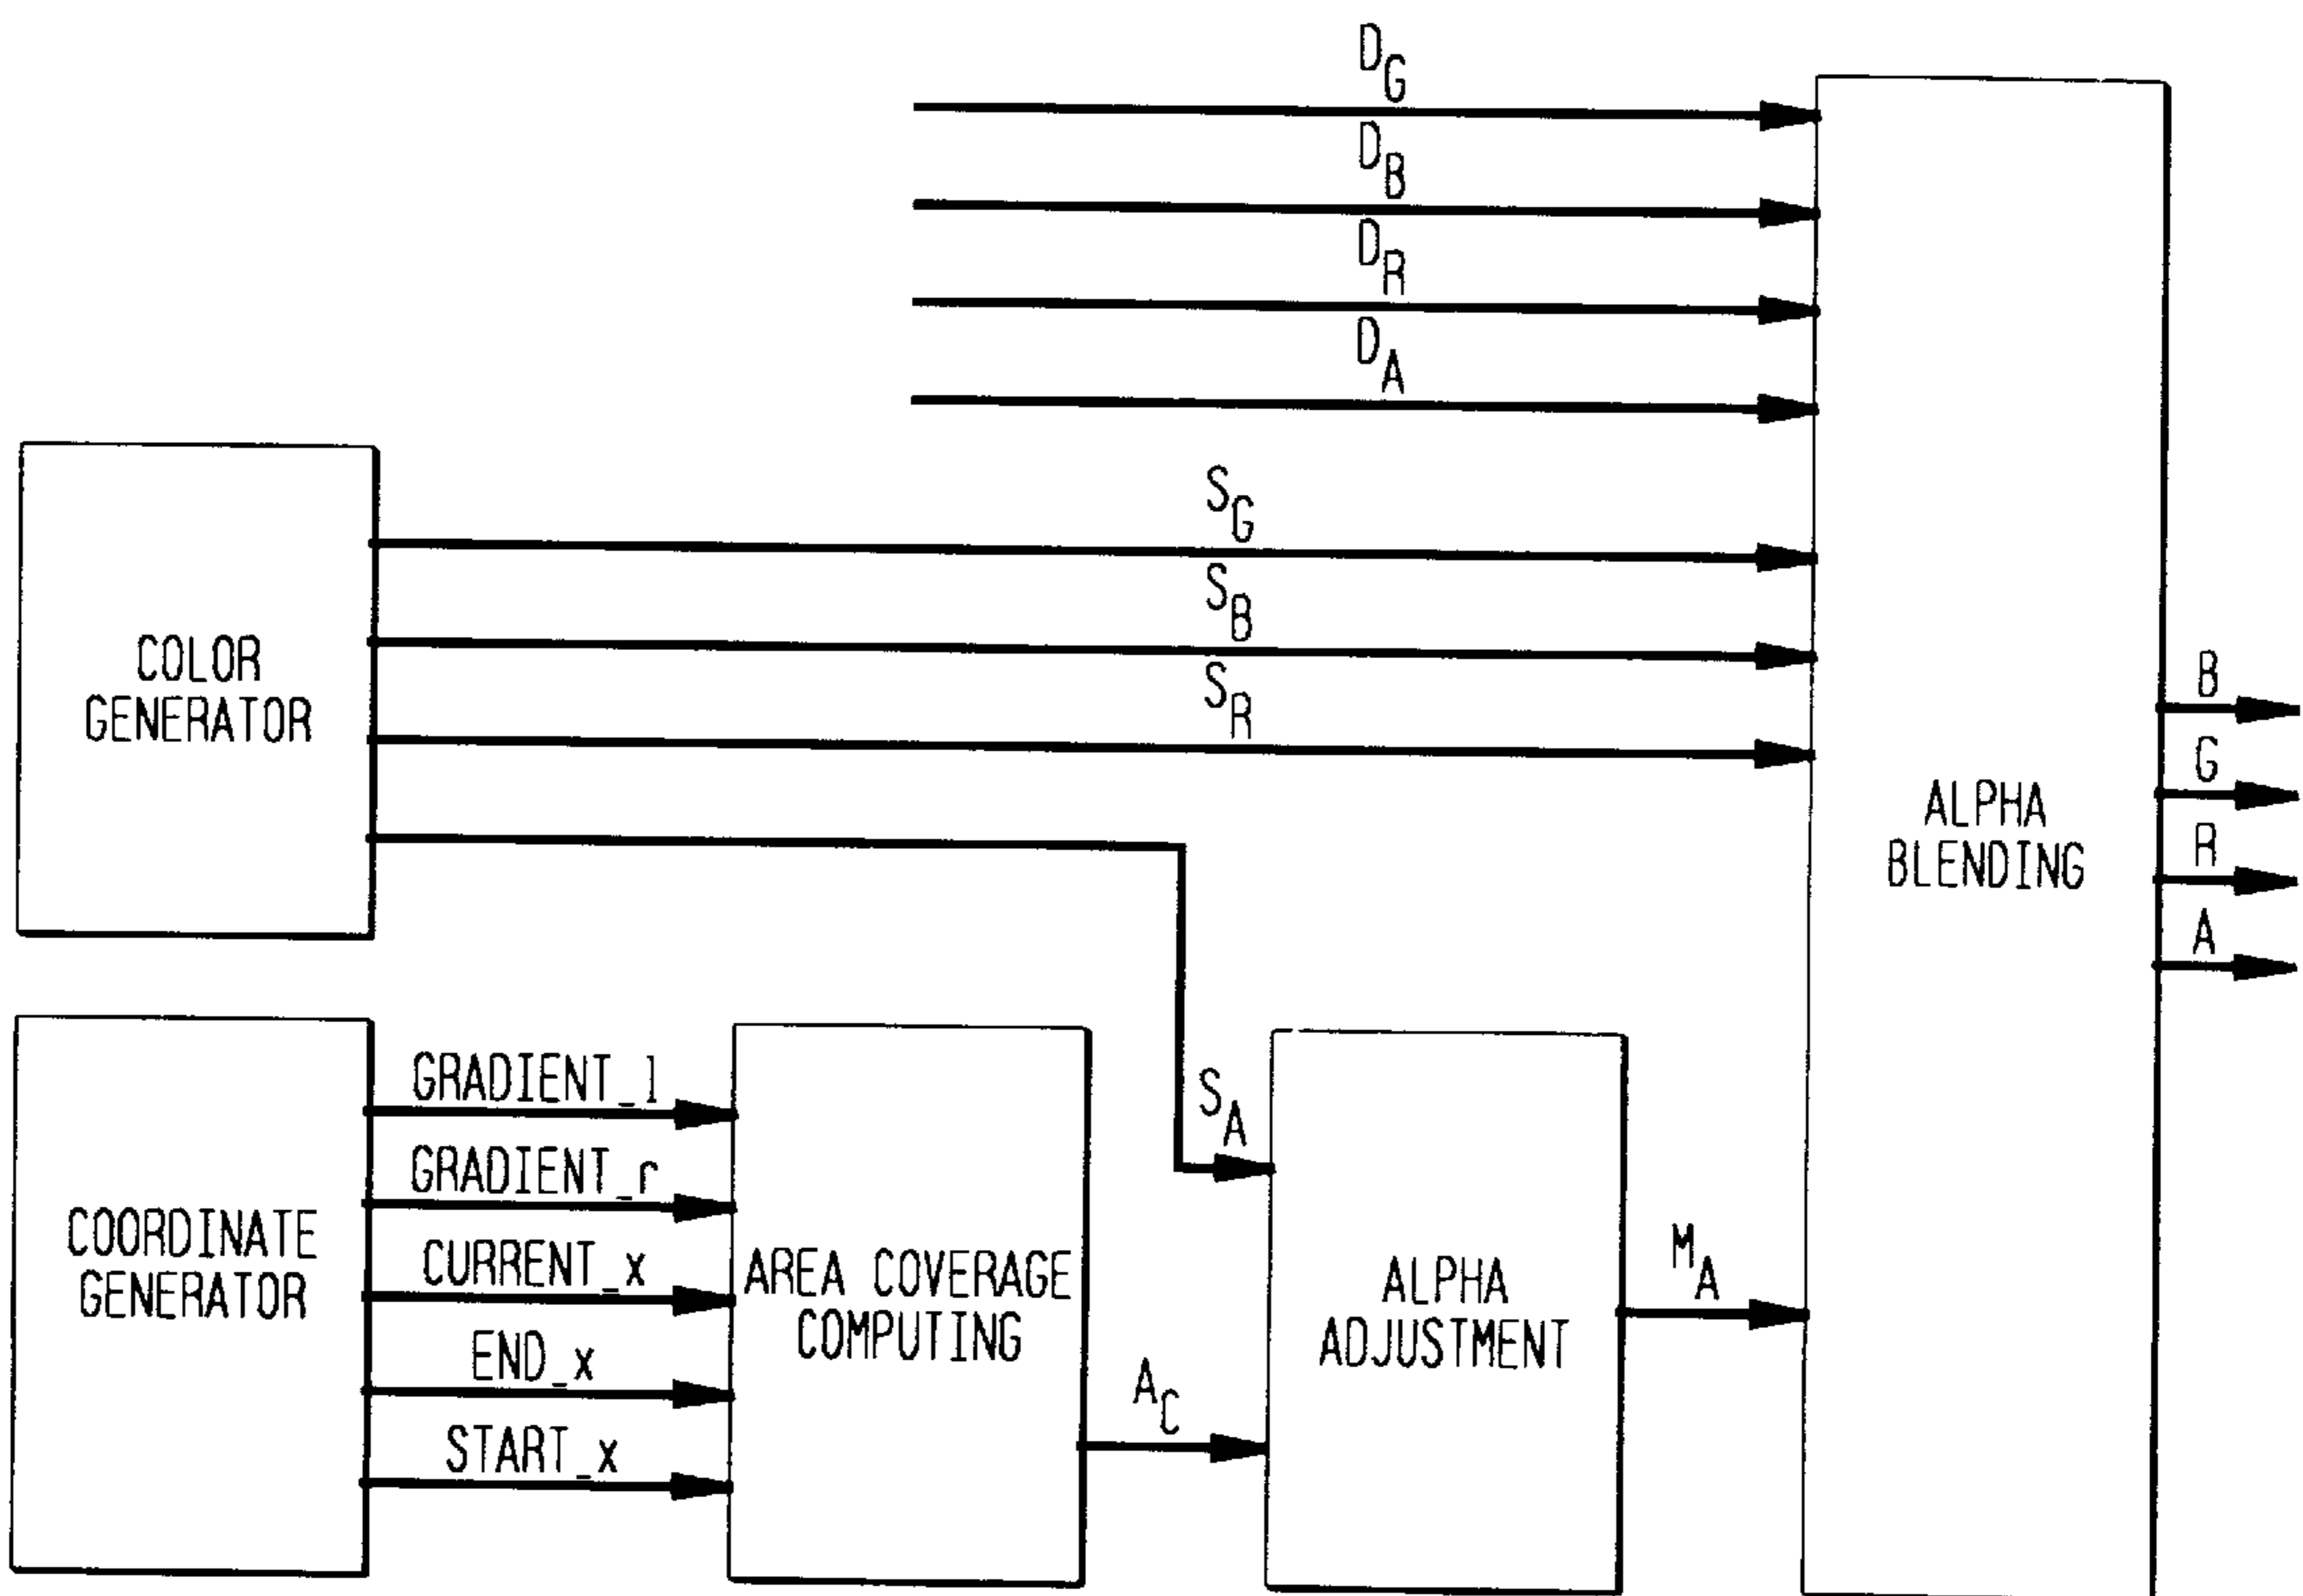 D_G
D_B
D_R
D_A
S_G
S_B
S_R
COLOR
GENERATOR
B
G
R
A
ALPHA
BLENDING
GRADIENT_l
GRADIENT_r
CURRENT_x
END_x
START_x
COORDINATE
GENERATOR
AREA COVERAGE
COMPUTING
S_A
A_C
ALPHA
ADJUSTMENT
M_A